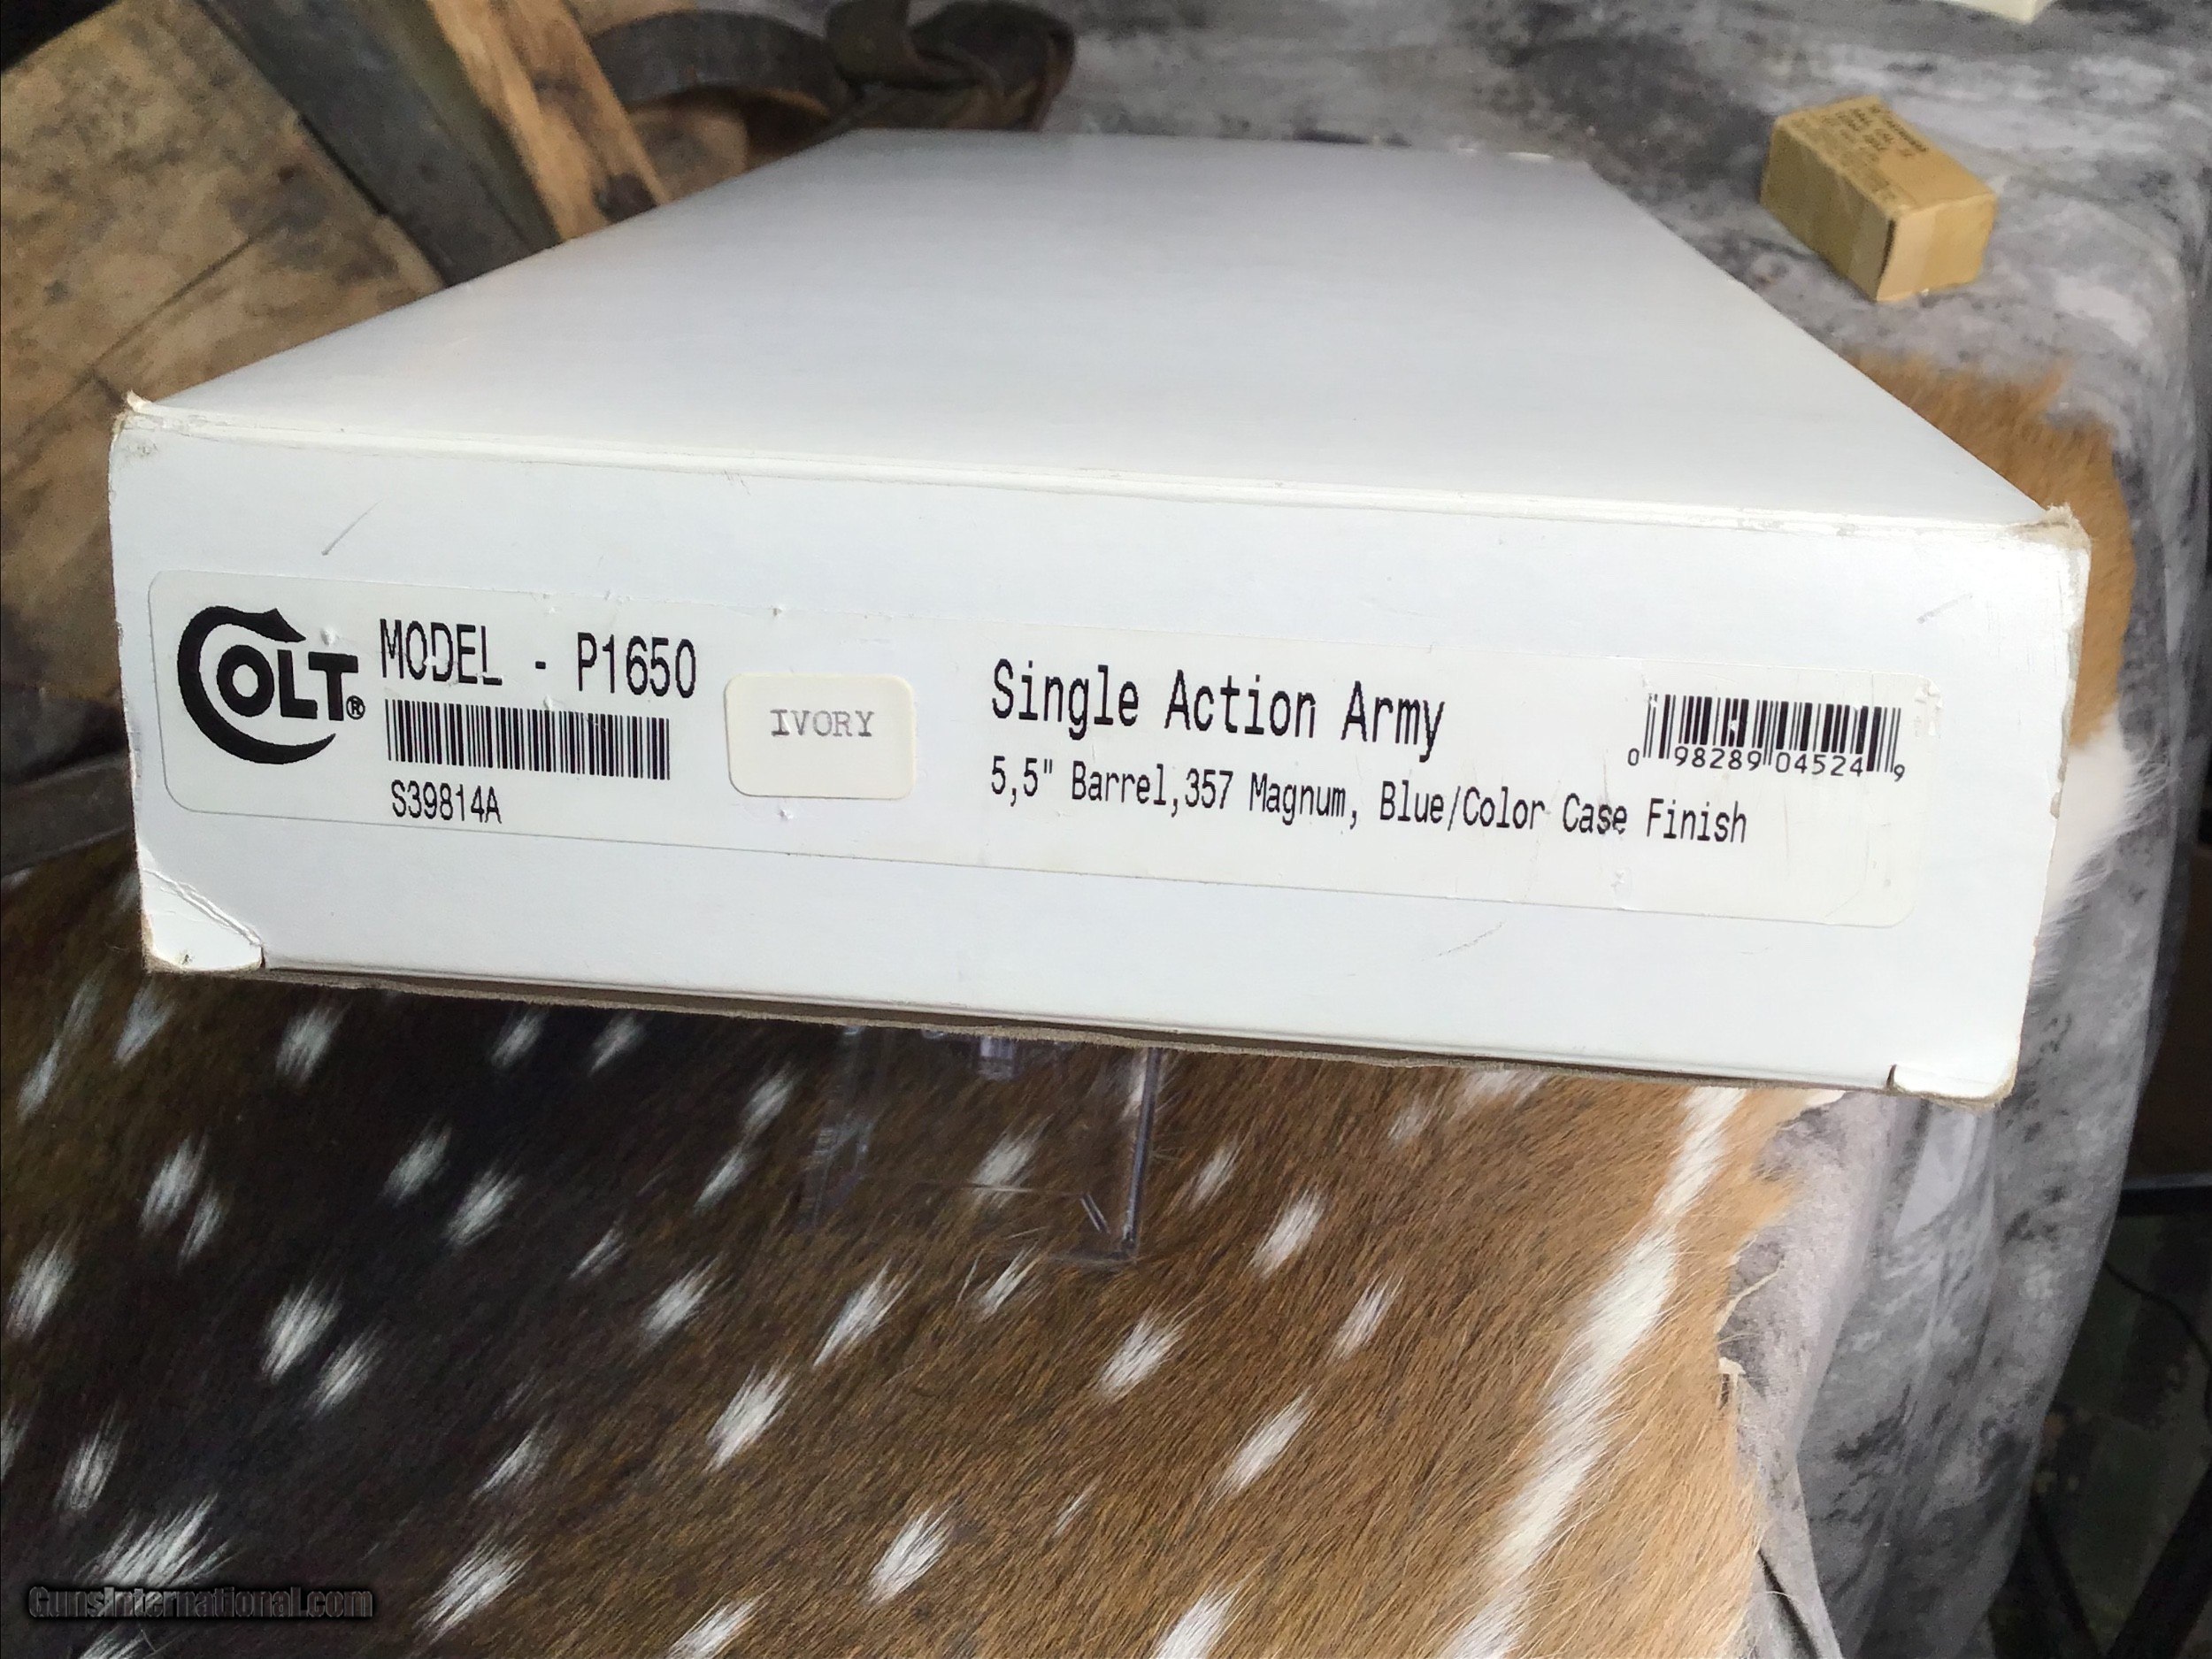 COLT®
MODEL - P1650
S39814A
IVORY
Single Action Army
5,5" Barrel,357 Magnum, Blue/Color Case Finish
0 98289 04524 9
GunsInternational.com